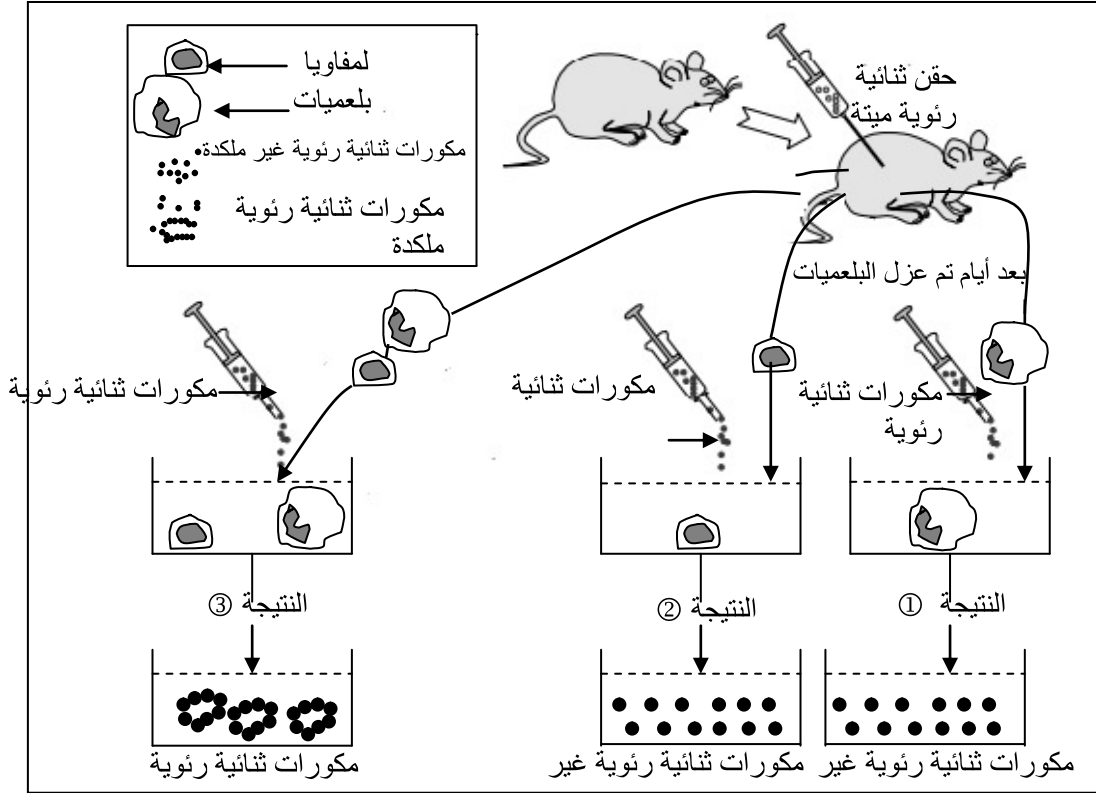 لمفاويا
بلعميات
مكورات ثنائية رئوية غير ملكدة
مكورات ثنائية رئوية
ملكدة
حقن ثنائية
رئوية ميتة
بعد أيام تم عزل البلعميات
مكورات ثنائية
رئوية
مكورات ثنائية
مكورات ثنائية رئوية
النتيجة ①
النتيجة ②
النتيجة ③
مكورات ثنائية رئوية غير
مكورات ثنائية رئوية غير
مكورات ثنائية رئوية